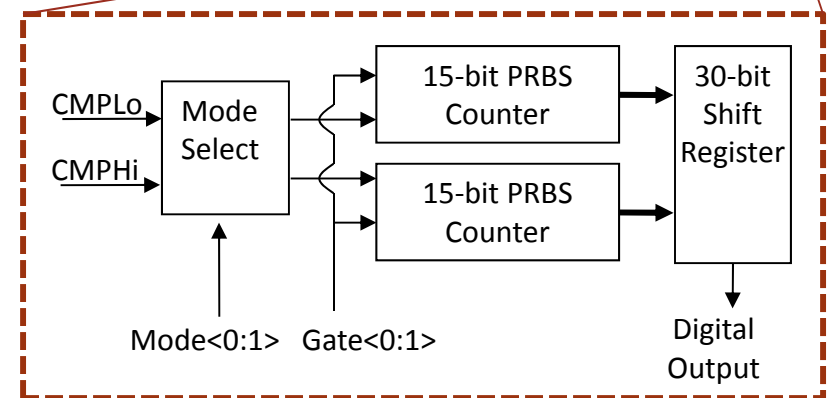 CMPLo
CMPHi
Mode
Select
15-bit PRBS
Counter
15-bit PRBS
Counter
30-bit
Shift
Register
Mode<0:1>
Gate<0:1>
Digital
Output